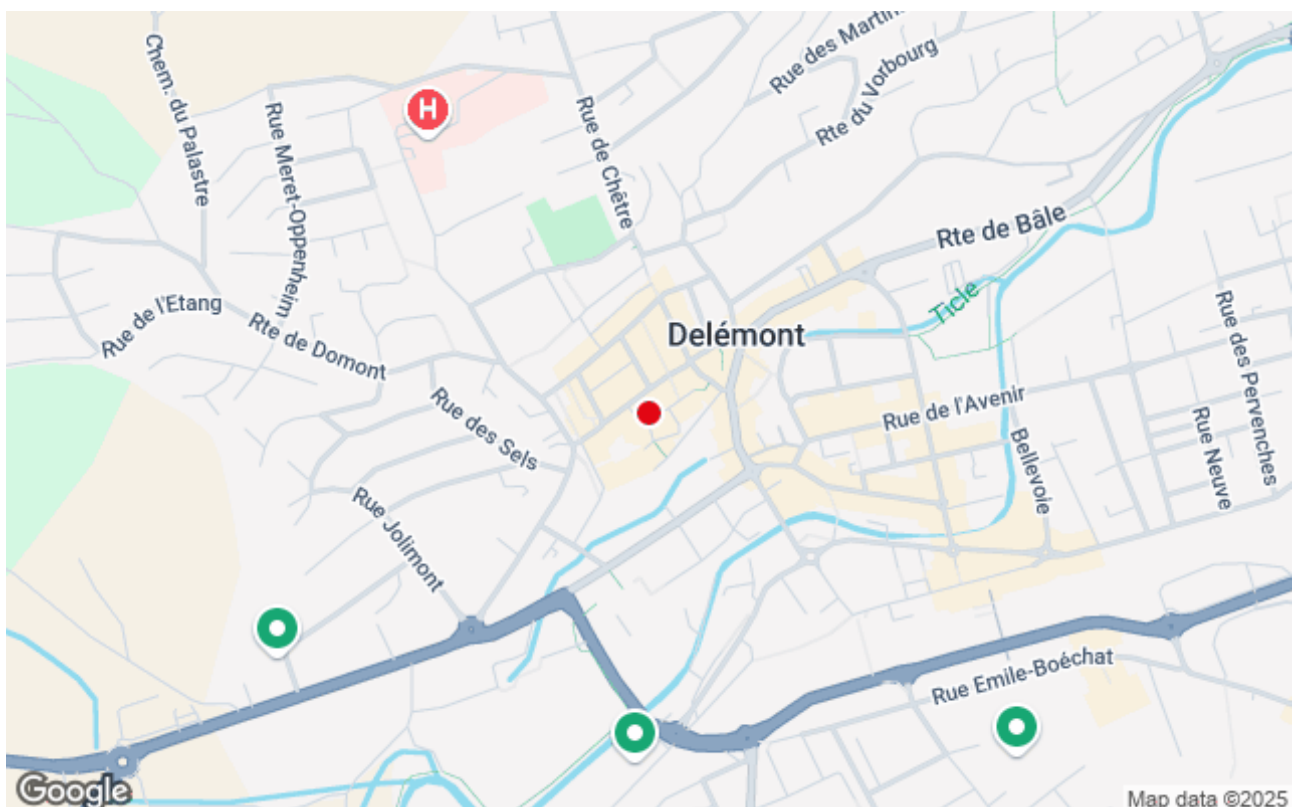 Chem. du Palastre
Rue Meret-Oppenheim
H
Rue de Chêtre
Rue des Martin
Rte du Vorbourg
Rte de Bâle
Ticle
Rue des Pervenches
Rue de l'Etang
Rte de Domont
Delémont
Rue des Sels
Rue de l'Avenir
Bellevoie
Rue Neuve
Rue Jolimont
Rue Emile-Boéchat
Google
Map data ©2025